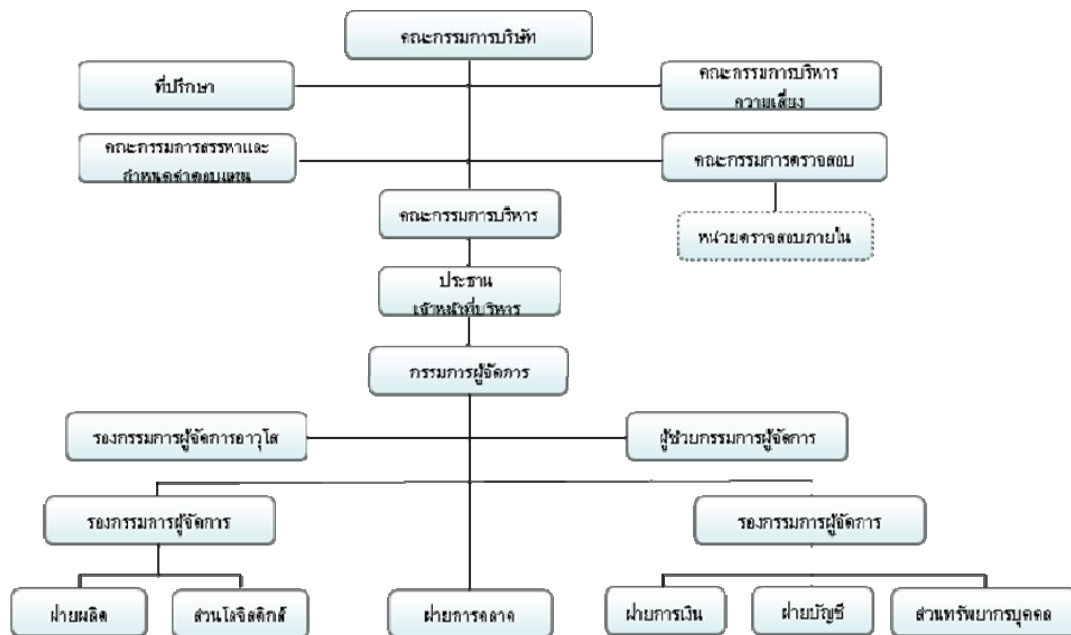 คณะกรรมการบริษัท
ที่ปรึกษา
คณะกรรมการบริหาร
ความเสี่ยง
คณะกรรมการสรรหาและ
กำหนดค่าตอบแทน
คณะกรรมการตรวจสอบ
คณะกรรมการบริหาร
หน่วยตรวจสอบภายใน
ประธาน
เจ้าหน้าที่บริหาร
กรรมการผู้จัดการ
รองกรรมการผู้จัดการอาวุโส
ผู้ช่วยกรรมการผู้จัดการ
รองกรรมการผู้จัดการ
รองกรรมการผู้จัดการ
ฝ่ายผลิต
ส่วนโลจิสติกส์
ฝ่ายการตลาด
ฝ่ายการเงิน
ฝ่ายบัญชี
ส่วนทรัพยากรบุคคล